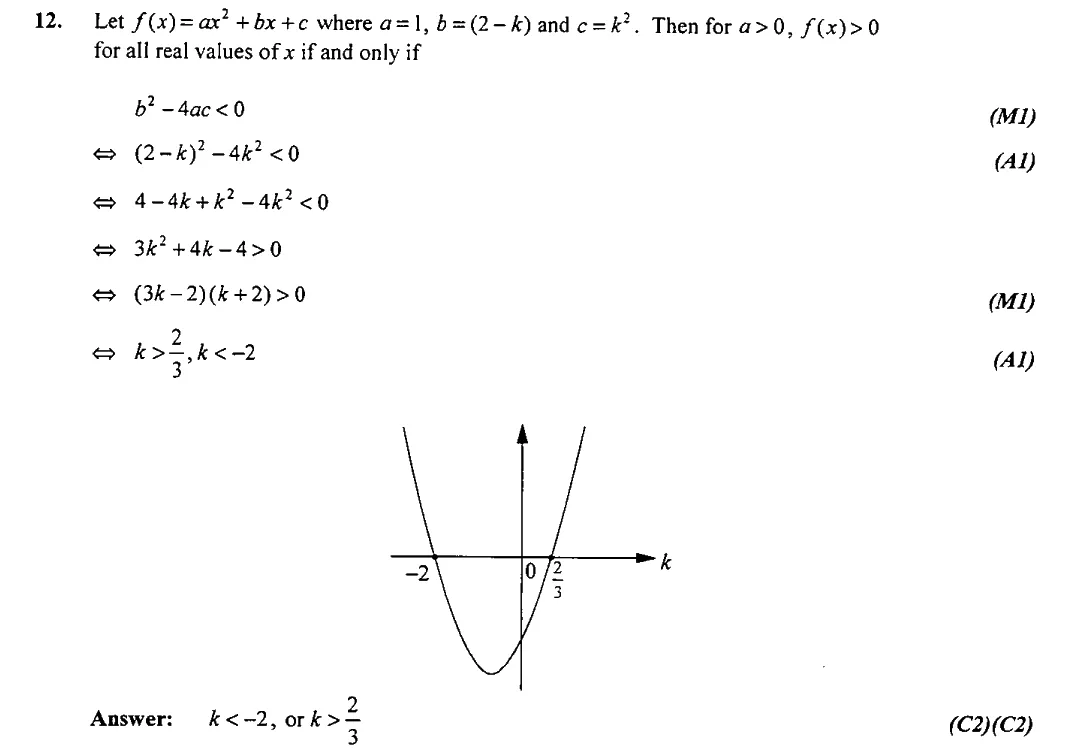 12. Let f(x) = ax² + bx + c where a = 1, b = (2 – k) and c = k². Then for a > 0, f(x) > 0
for all real values of x if and only if
b² – 4ac < 0 (M1)
⇔ (2 – k)² – 4k² < 0 (A1)
⇔ 4 – 4k + k² – 4k² < 0
⇔ 3k² + 4k – 4 > 0
⇔ (3k – 2)(k + 2) > 0 (M1)
⇔ k > 2/3, k < –2 (A1)
–2 0 2/3 k
Answer: k < –2, or k > 2/3 (C2)(C2)